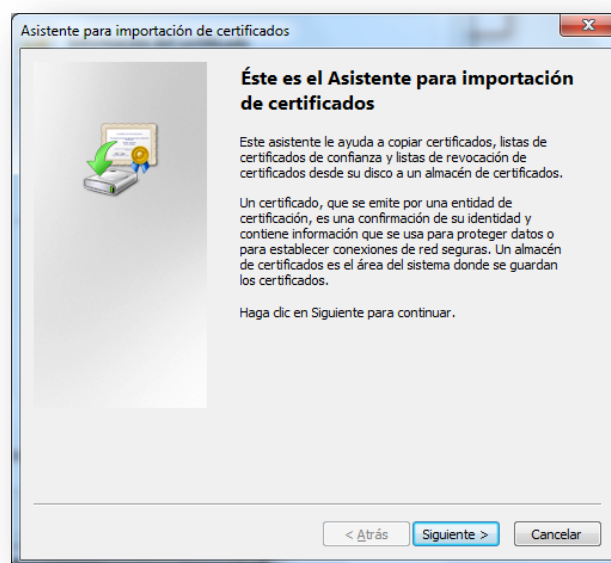 Asistente para importación de certificados
Éste es el Asistente para importación
de certificados
Este asistente le ayuda a copiar certificados, listas de
certificados de confianza y listas de revocación de
certificados desde su disco a un almacén de certificados.
Un certificado, que se emite por una entidad de
certificación, es una confirmación de su identidad y
contiene información que se usa para proteger datos o
para establecer conexiones de red seguras. Un almacén
de certificados es el área del sistema donde se guardan
los certificados.
Haga clic en Siguiente para continuar.
< Atrás Siguiente > Cancelar